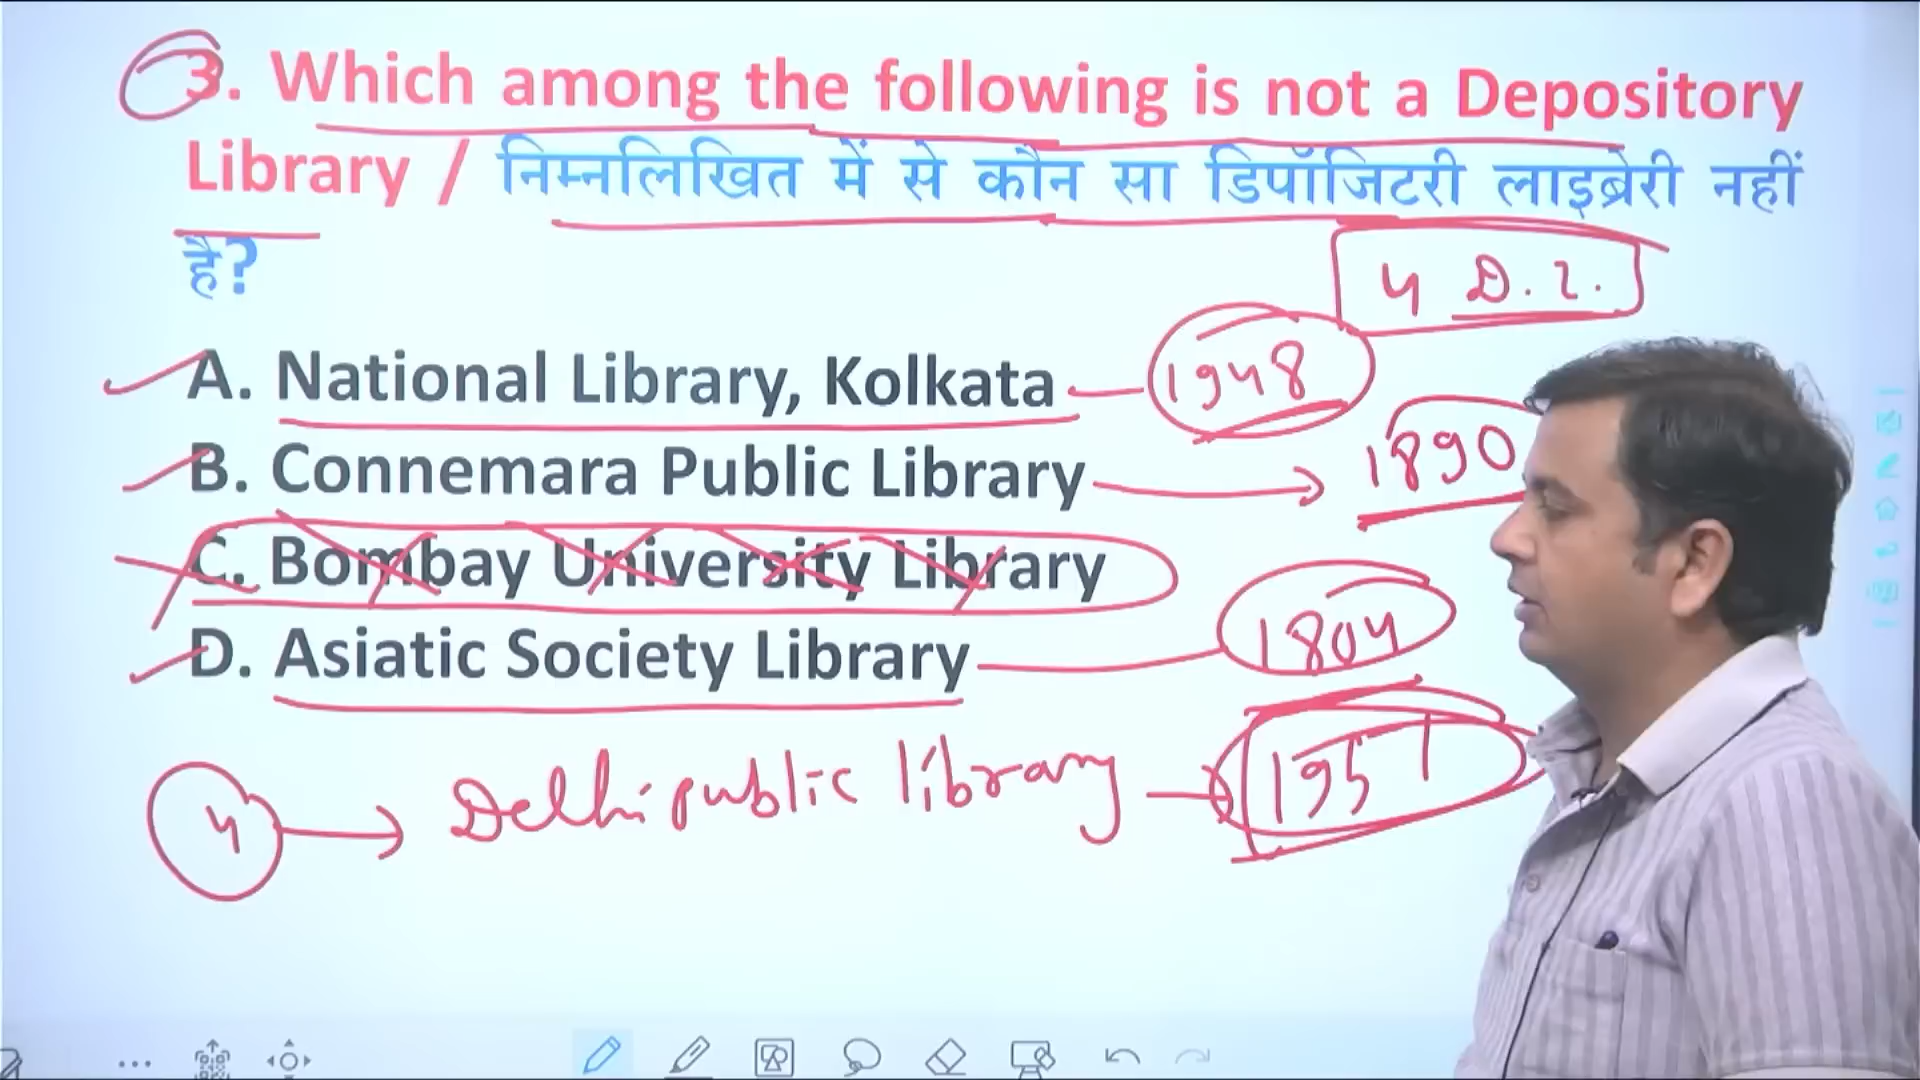 3. Which among the following is not a Depository
Library / निम्नलिखित में से कौन सा डिपॉजिटरी लाइब्रेरी नहीं
है?
4 D. L.
A. National Library, Kolkata 1948
B. Connemara Public Library 1890
C. Bombay University Library
D. Asiatic Society Library 1804
4 Delhi public library 1951